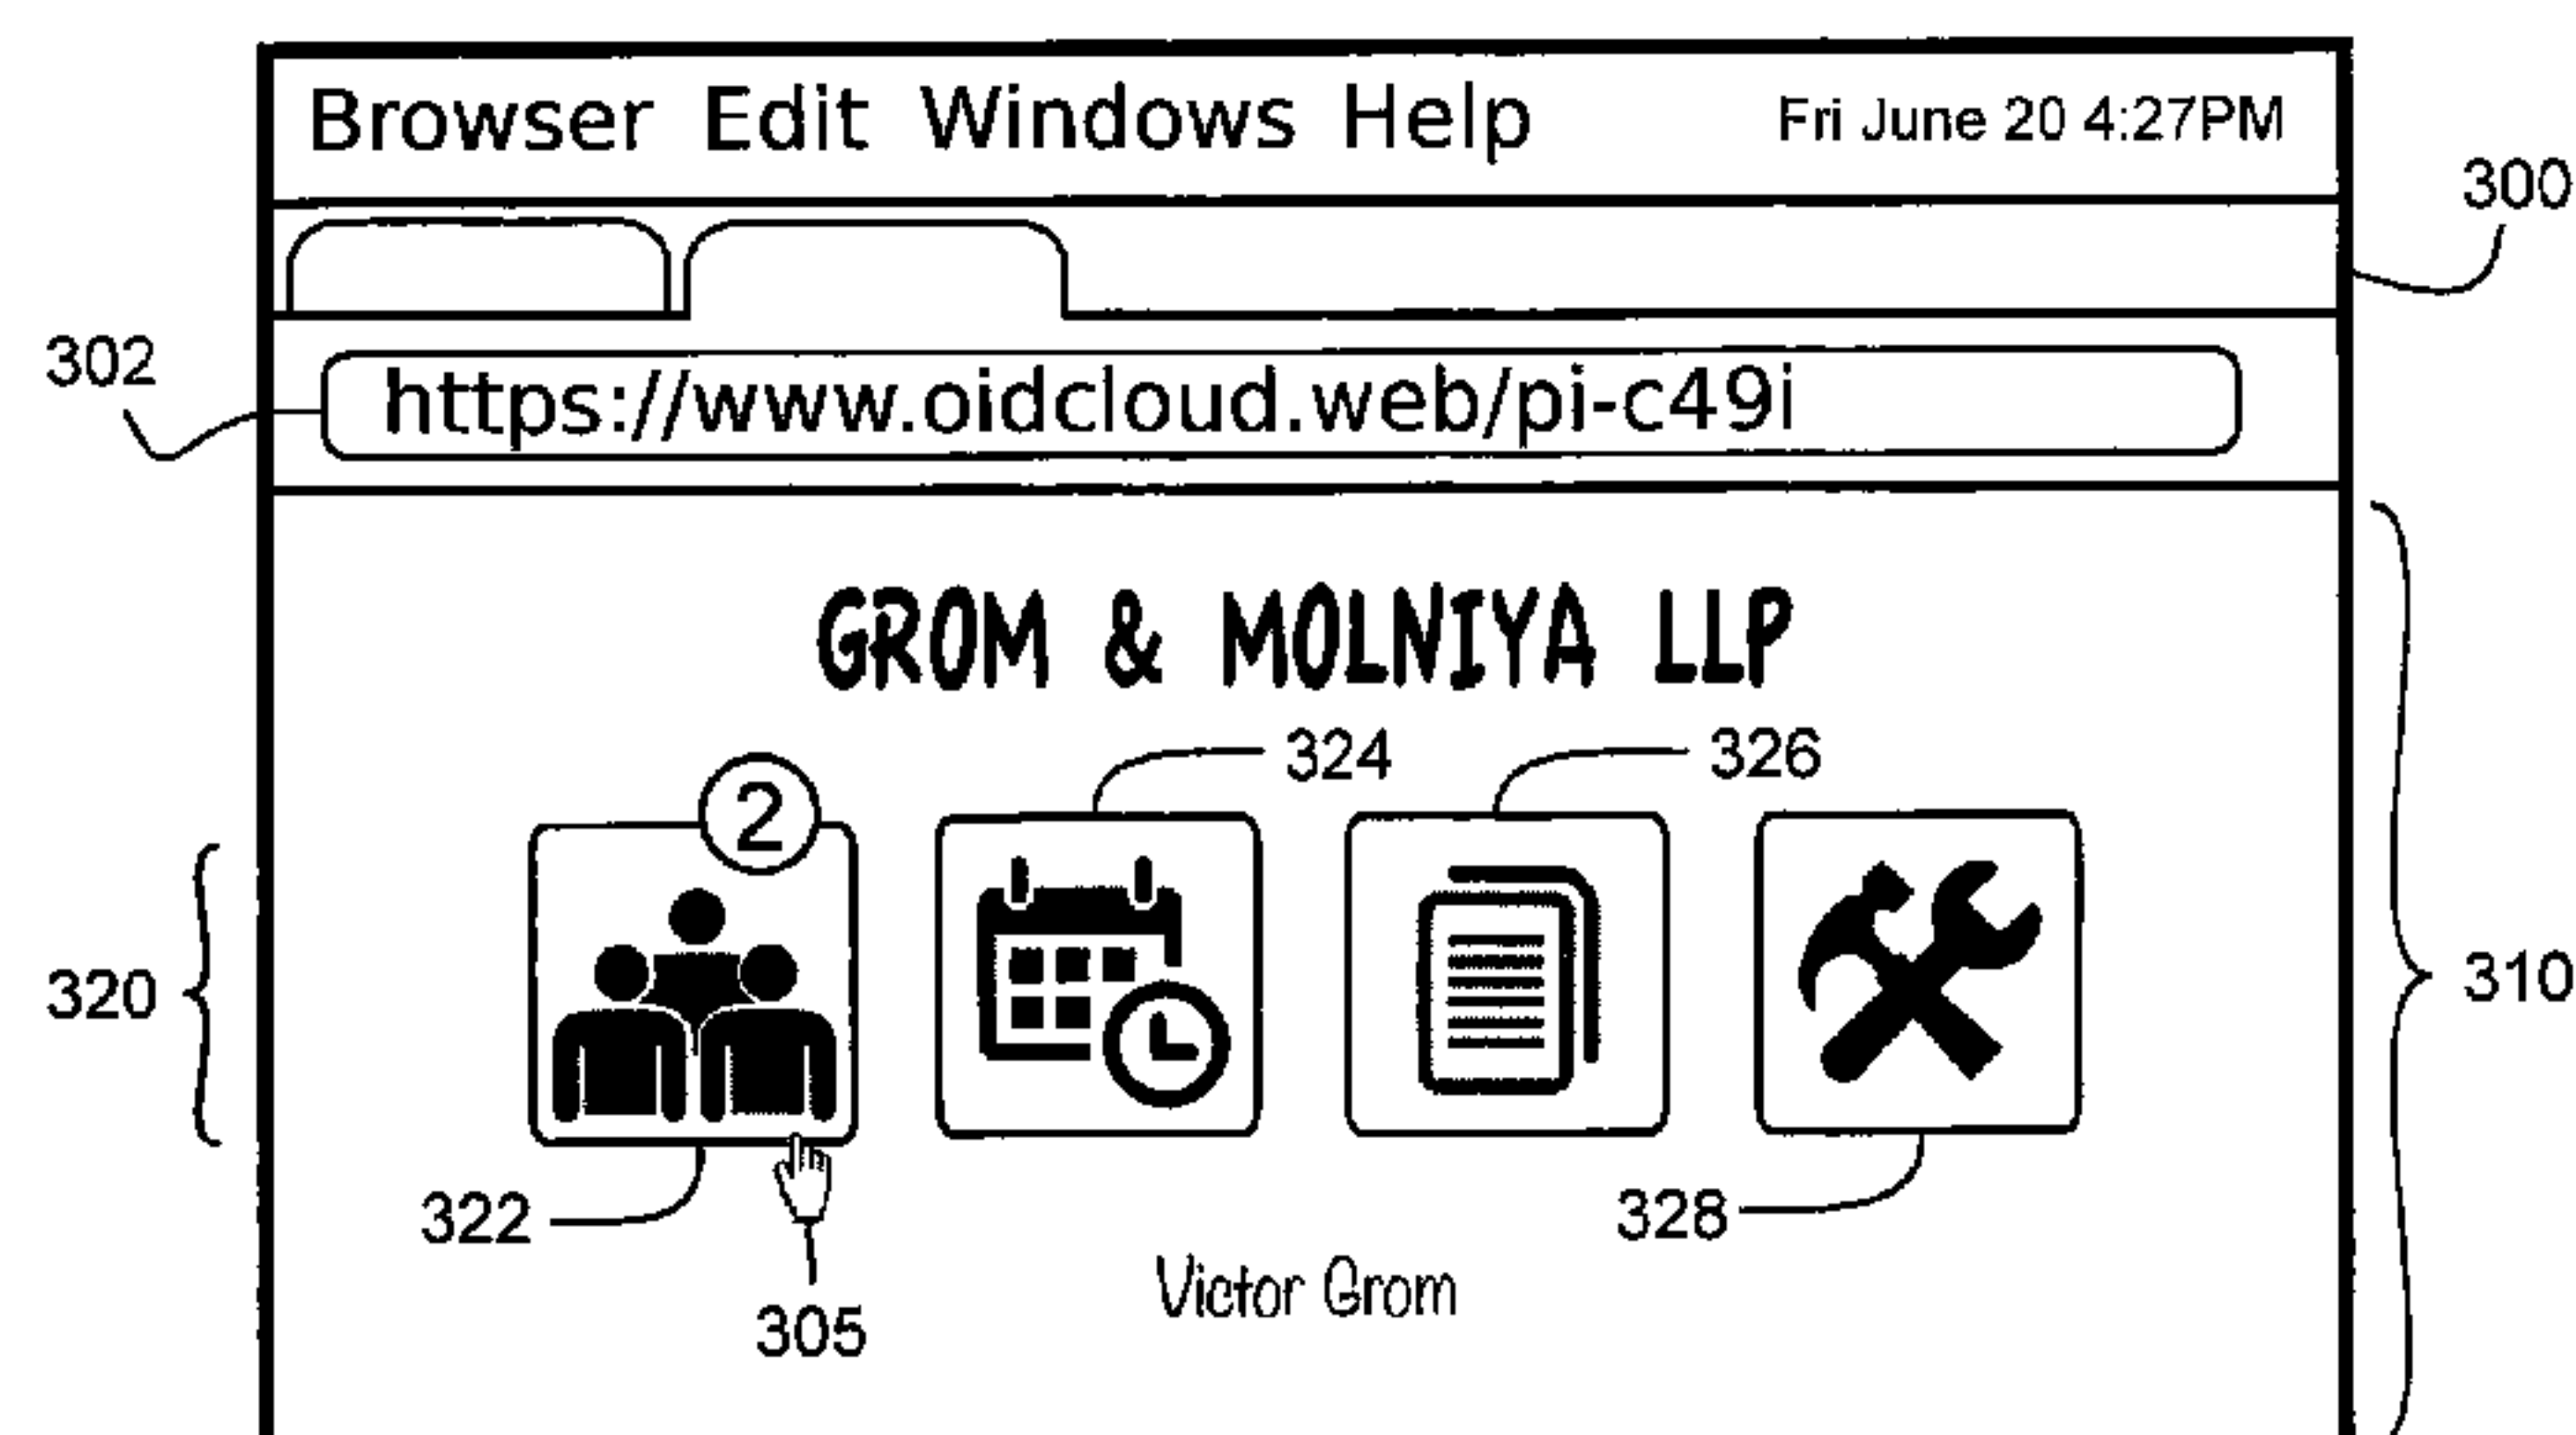 Browser Edit Windows Help Fri June 20 4:27PM
300
302
https://www.oidcloud.web/pi-c49i
GROM & MOLNIYA LLP
324 326
2
320 310
322 328
Victor Grom
305